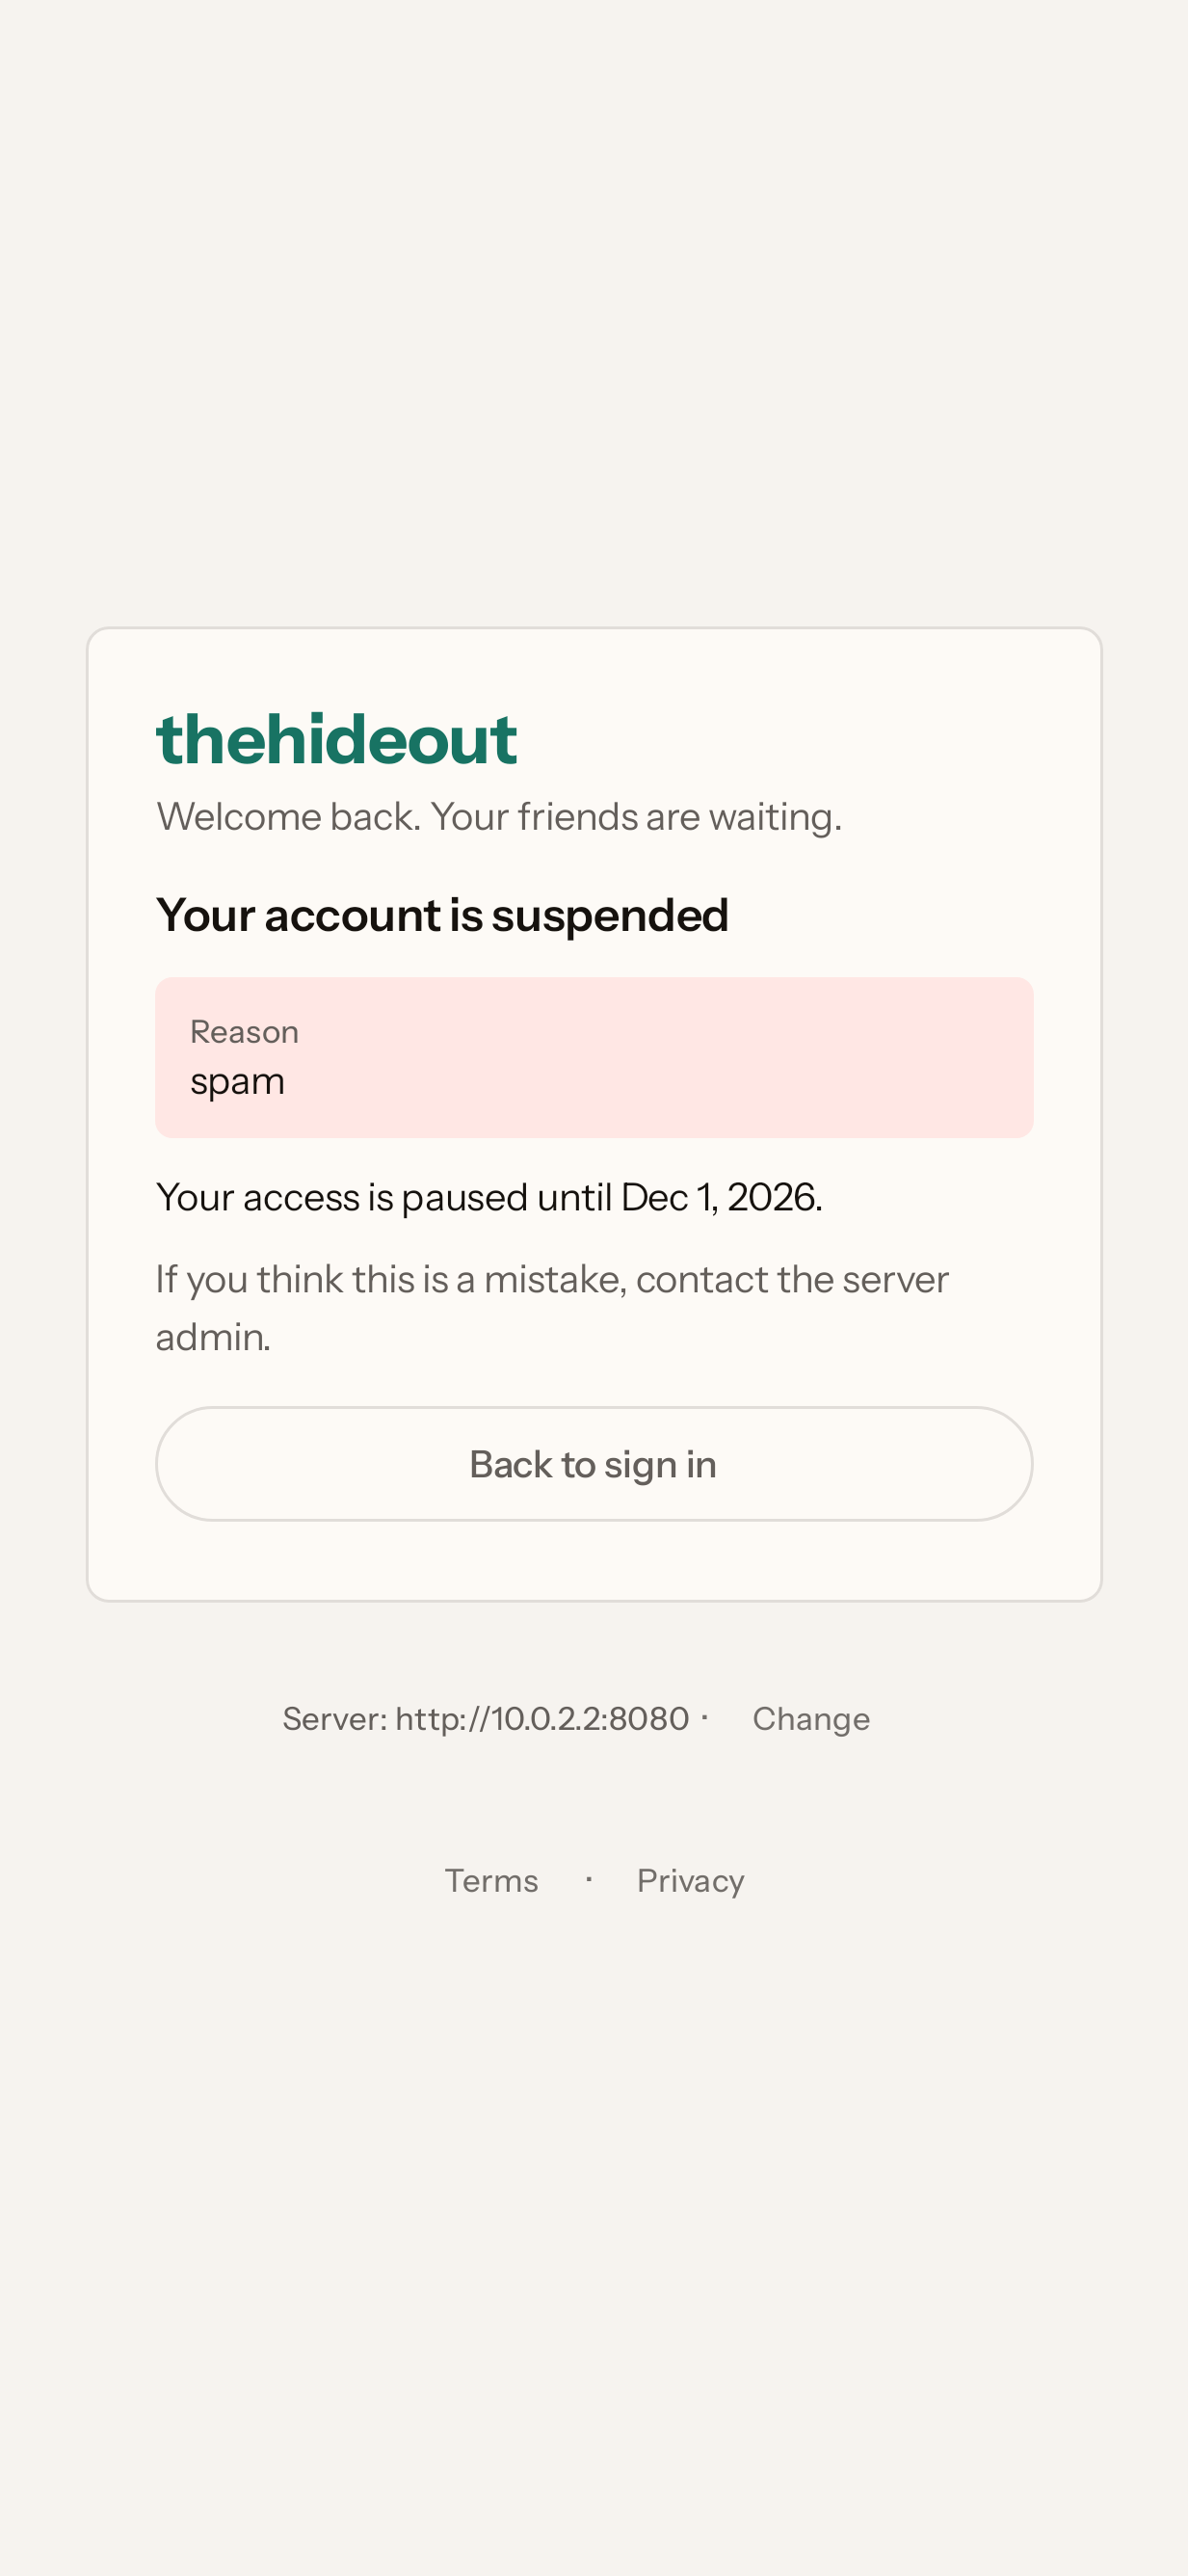 thehideout
Welcome back. Your friends are waiting.
Your account is suspended
Reason
spam
Your access is paused until Dec 1, 2026.
If you think this is a mistake, contact the server
admin.
Back to sign in
Server: http://10.0.2.2:8080 · Change
Terms · Privacy